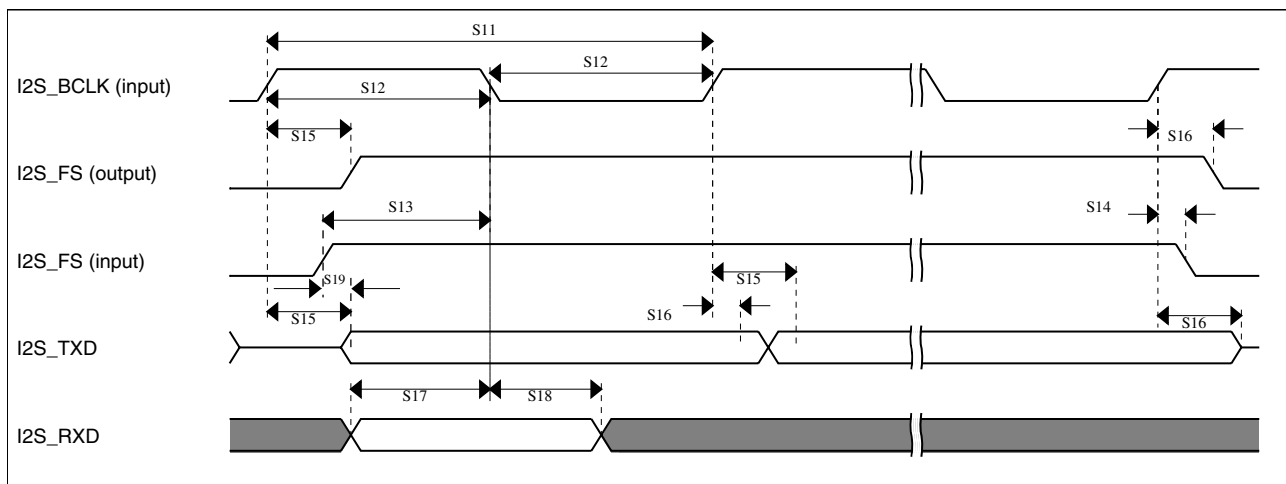 S11
S12
I2S_BCLK (input)
S12
S15
S16
I2S_FS (output)
S13
S14
I2S_FS (input)
S19
S15
S15
S16
S16
I2S_TXD
S17
S18
I2S_RXD